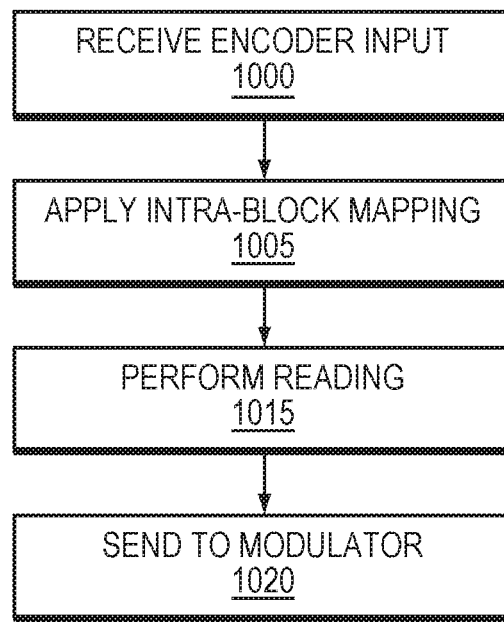 RECEIVE ENCODER INPUT
1000
APPLY INTRA-BLOCK MAPPING
1005
PERFORM READING
1015
SEND TO MODULATOR
1020